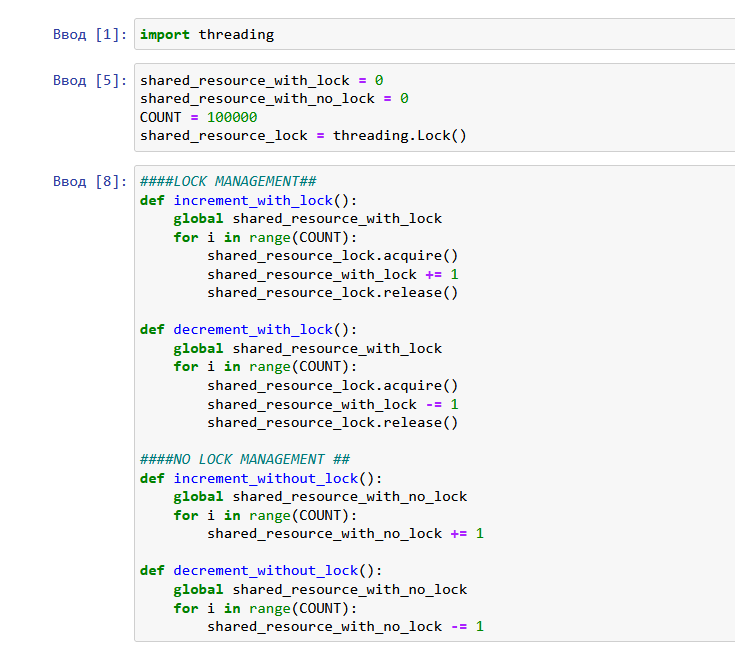 Ввод [1]: import threading
Ввод [5]: shared_resource_with_lock = 0
shared_resource_with_no_lock = 0
COUNT = 100000
shared_resource_lock = threading.Lock()
Ввод [8]: ####LOCK MANAGEMENT##
def increment_with_lock():
    global shared_resource_with_lock
    for i in range(COUNT):
        shared_resource_lock.acquire()
        shared_resource_with_lock += 1
        shared_resource_lock.release()

def decrement_with_lock():
    global shared_resource_with_lock
    for i in range(COUNT):
        shared_resource_lock.acquire()
        shared_resource_with_lock -= 1
        shared_resource_lock.release()

####NO LOCK MANAGEMENT ##
def increment_without_lock():
    global shared_resource_with_no_lock
    for i in range(COUNT):
        shared_resource_with_no_lock += 1

def decrement_without_lock():
    global shared_resource_with_no_lock
    for i in range(COUNT):
        shared_resource_with_no_lock -= 1